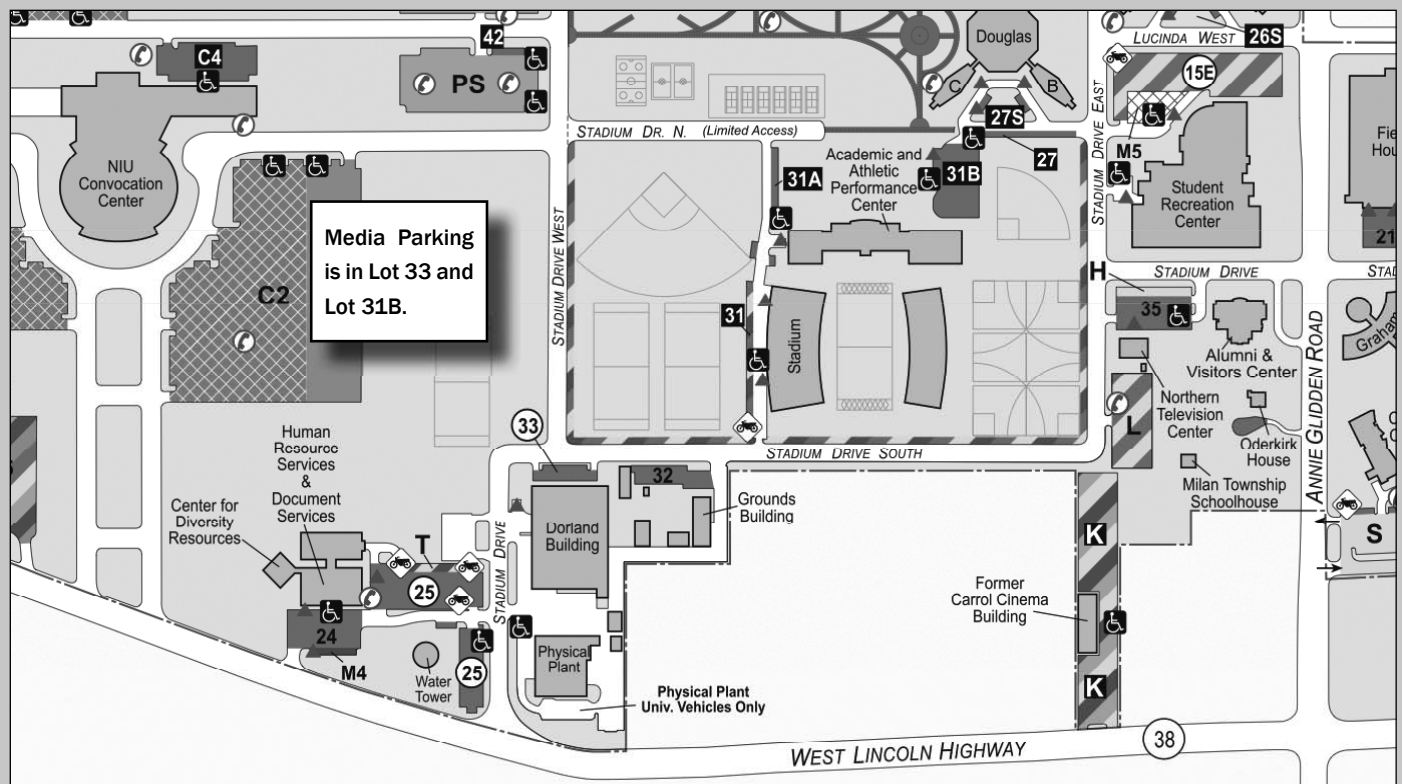 42
C4
PS
Douglas
C
B
LUCINDA WEST
26S
15E
M5
27S
27
STADIUM DR. N. (Limited Access)
STADIUM DRIVE EAST
NIU
Convocation
Center
31A
Academic and
Athletic
Performance
Center
31B
Student
Recreation
Center
21
Media Parking
is in Lot 33 and
Lot 31B.
C2
STADIUM DRIVE WEST
H
STADIUM DRIVE
35
31
Stadium
Alumni &
Visitors Center
ANNIE GLIDDEN ROAD
Northern
Television
Center
L
Oderkirk
House
Milan Township
Schoolhouse
33
STADIUM DRIVE SOUTH
32
Human
Resource
Services
&
Document
Services
Center for
Diversity
Resources
Dorland
Building
Grounds
Building
T
25
STADIUM DRIVE
K
S
Former
Carrol Cinema
Building
24
M4
Water
Tower
25
Physical
Plant
Physical Plant
Univ. Vehicles Only
K
WEST LINCOLN HIGHWAY
38